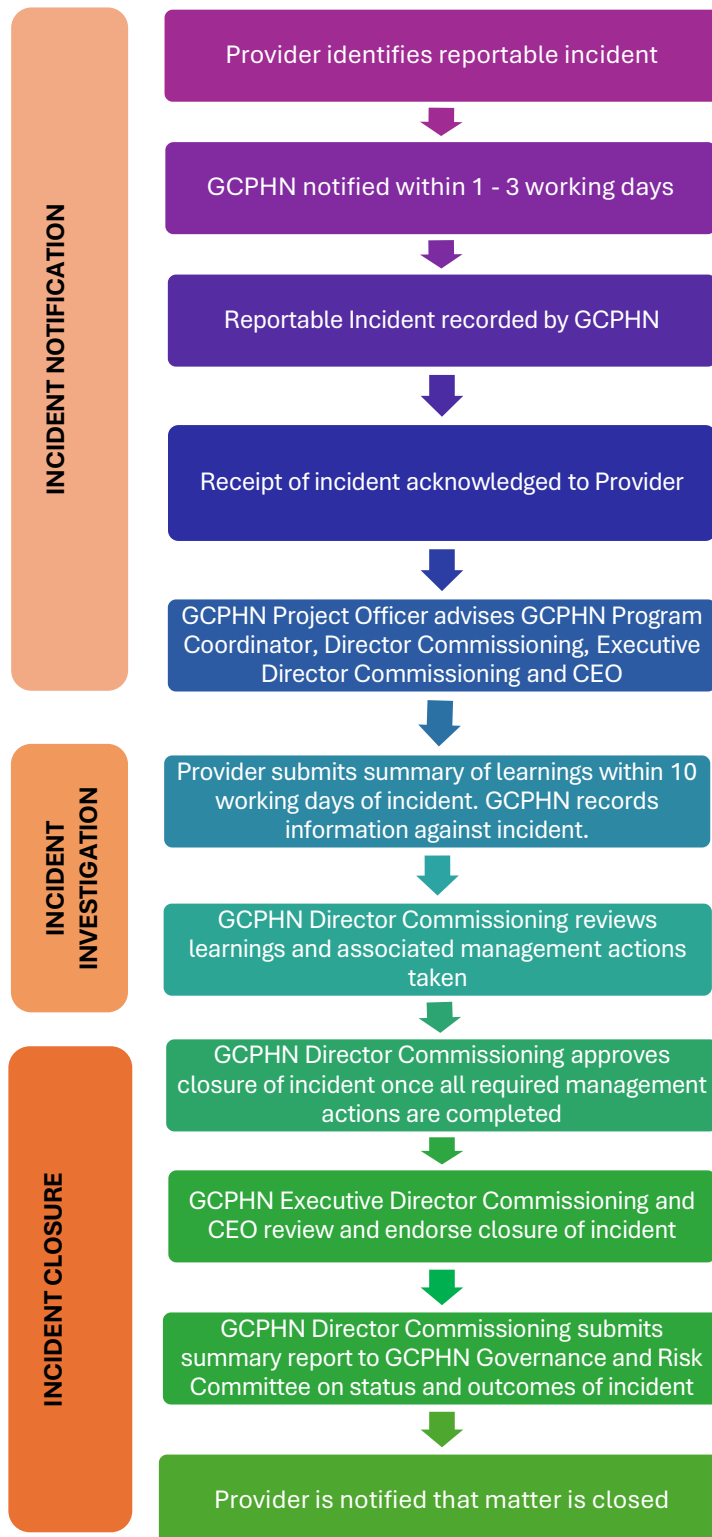 INCIDENT NOTIFICATION
Provider identifies reportable incident
GCPHN notified within 1 - 3 working days
Reportable Incident recorded by GCPHN
Receipt of incident acknowledged to Provider
GCPHN Project Officer advises GCPHN Program
Coordinator, Director Commissioning, Executive
Director Commissioning and CEO
INCIDENT
INVESTIGATION
Provider submits summary of learnings within 10
working days of incident. GCPHN records
information against incident.
GCPHN Director Commissioning reviews
learnings and associated management actions
taken
INCIDENT CLOSURE
GCPHN Director Commissioning approves
closure of incident once all required management
actions are completed
GCPHN Executive Director Commissioning and
CEO review and endorse closure of incident
GCPHN Director Commissioning submits
summary report to GCPHN Governance and Risk
Committee on status and outcomes of incident
Provider is notified that matter is closed